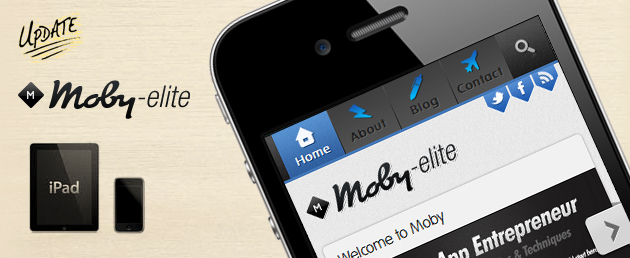 UPDATE
M Moby-elite
iPad
Home
About
Blog
Contact
M Moby-elite
Welcome to Moby
App Entrepreneur
& Techniques